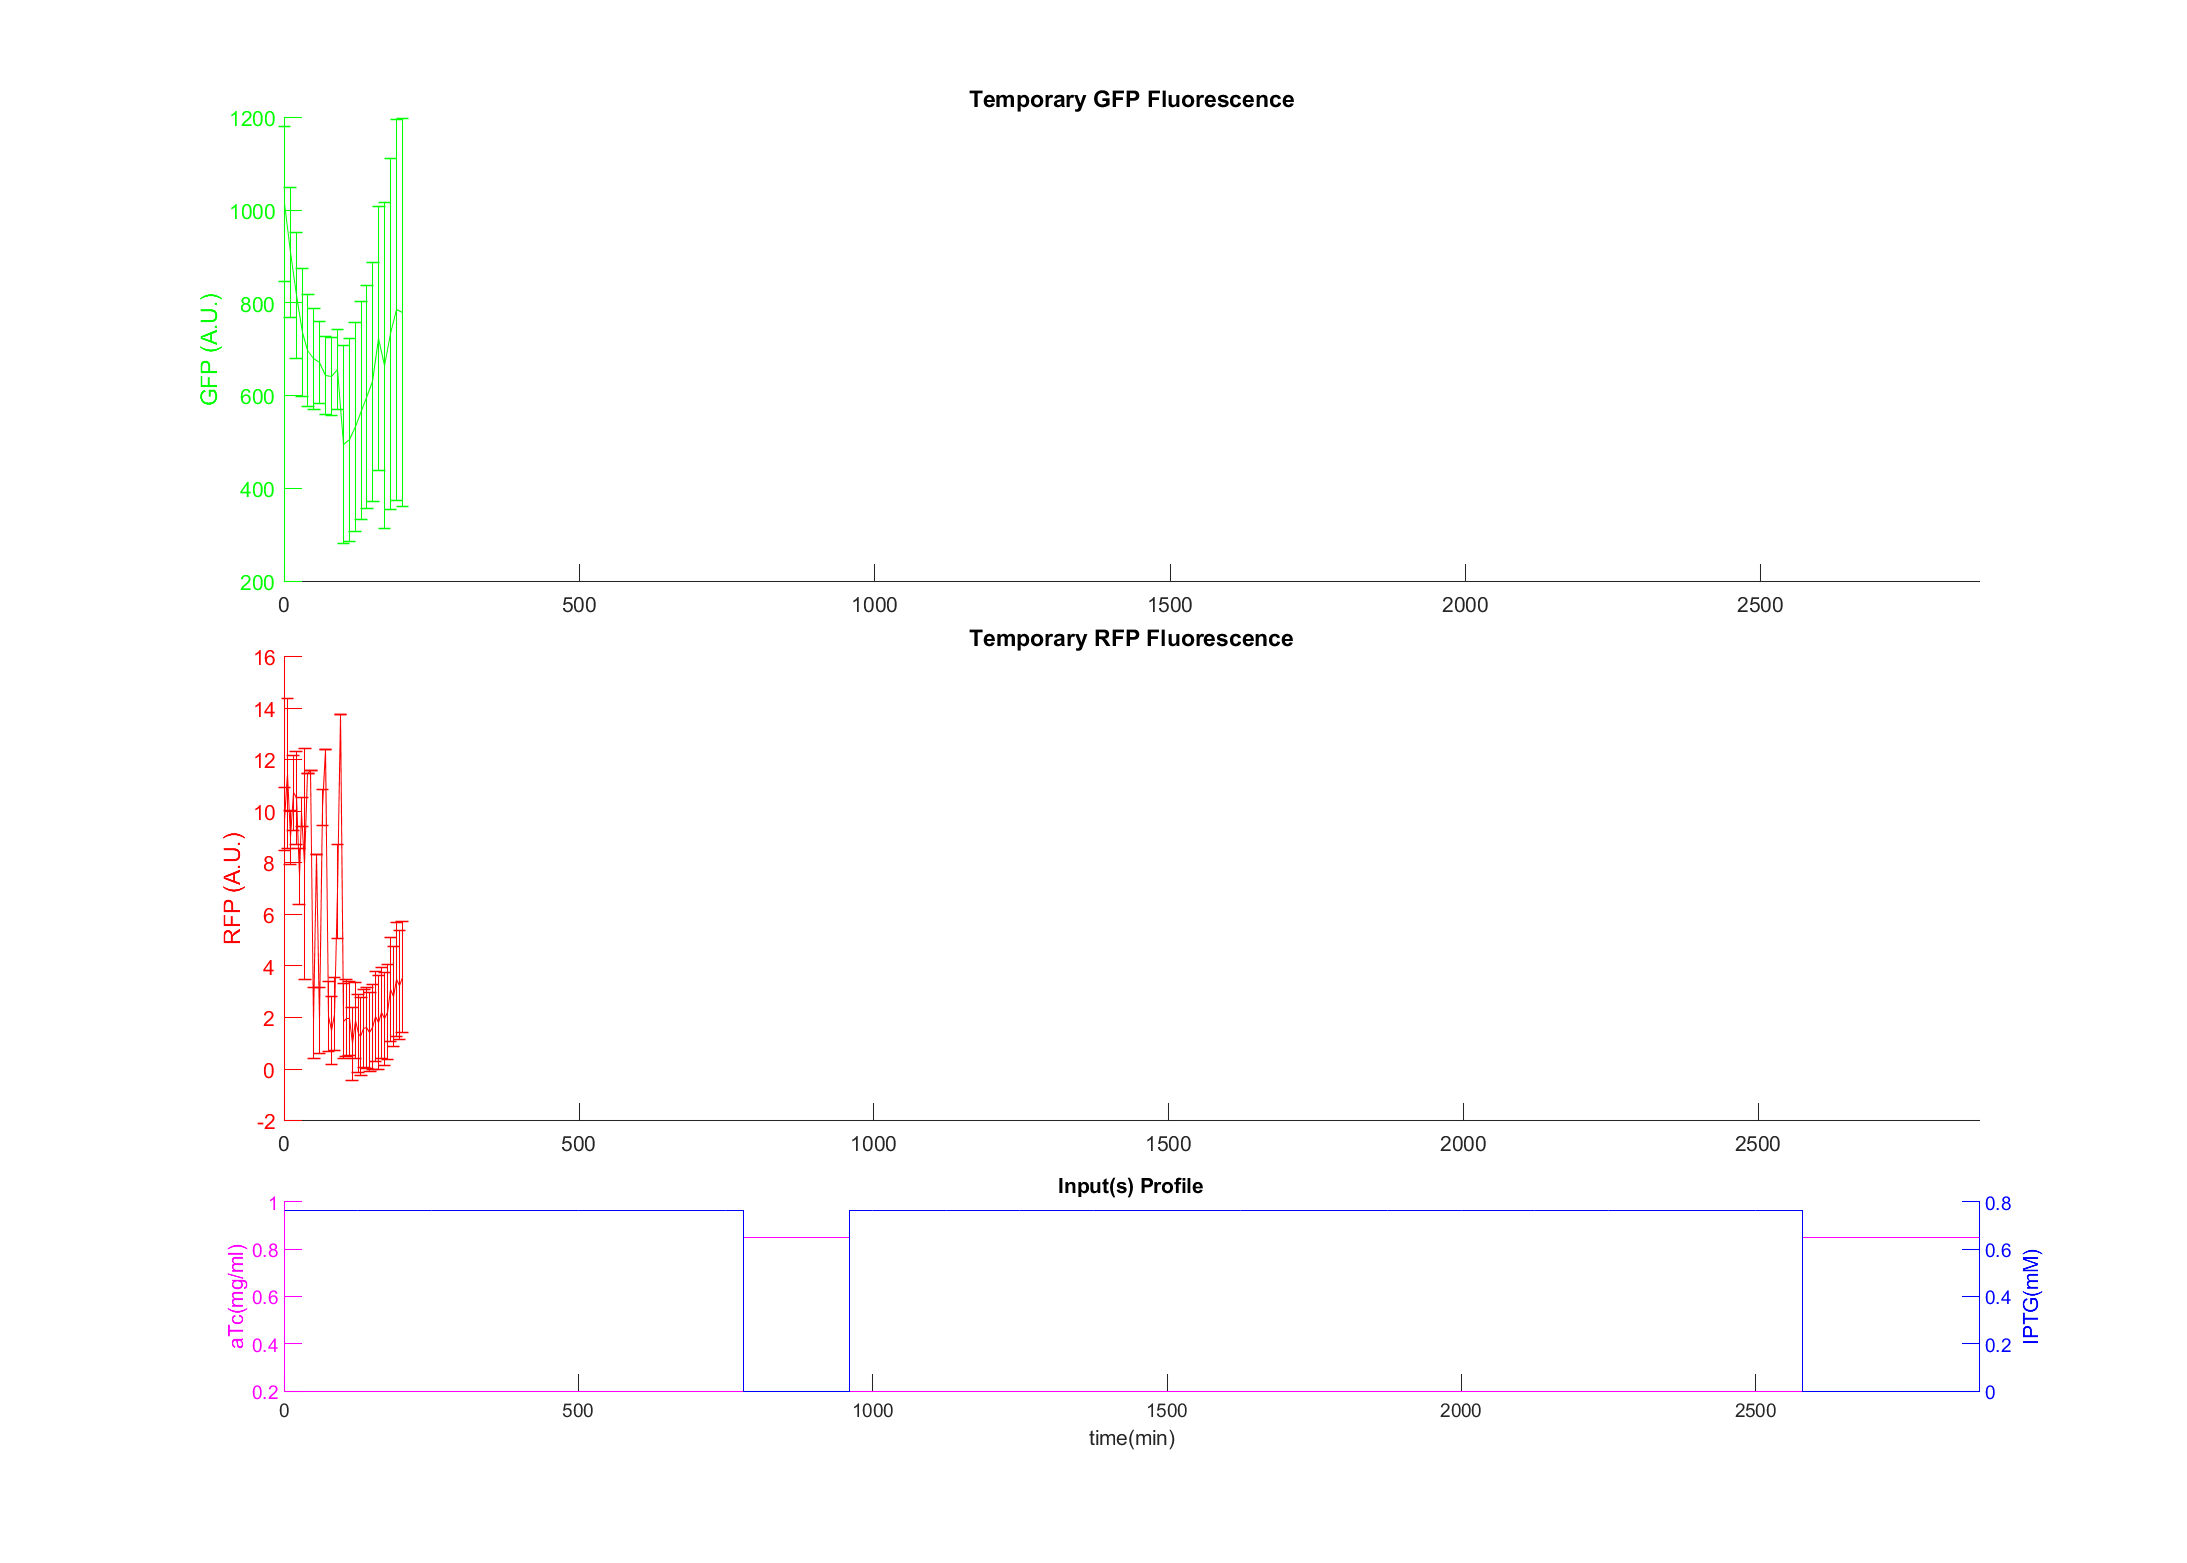 Temporary GFP Fluorescence
1200
1000
800
600
400
200
GFP (A.U.)
0 500 1000 1500 2000 2500
Temporary RFP Fluorescence
16
14
12
10
8
6
4
2
0
-2
RFP (A.U.)
0 500 1000 1500 2000 2500
Input(s) Profile
1
0.8
0.6
0.4
0.2
aTc(mg/ml)
0.8
0.6
0.4
0.2
0
IPTG(mM)
0 500 1000 1500 2000 2500
time(min)